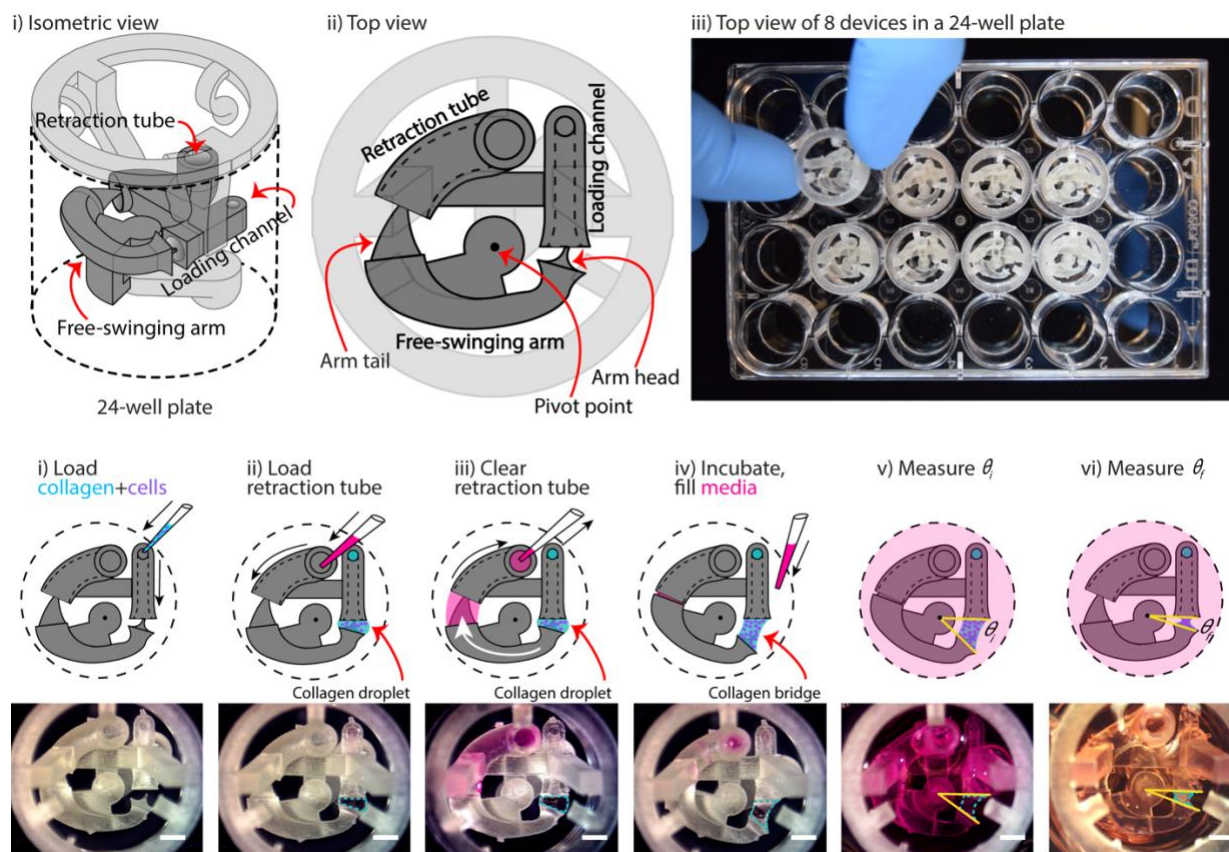 i) Isometric view
ii) Top view
iii) Top view of 8 devices in a 24-well plate
Retraction tube
Loading channel
Free-swinging arm
24-well plate
Retraction tube
Loading channel
Arm tail
Free-swinging arm
Arm head
Pivot point
i) Load
collagen+cells
ii) Load
retraction tube
iii) Clear
retraction tube
iv) Incubate,
fill media
v) Measure θi
vi) Measure θf
Collagen droplet
Collagen droplet
Collagen bridge
θi
θf